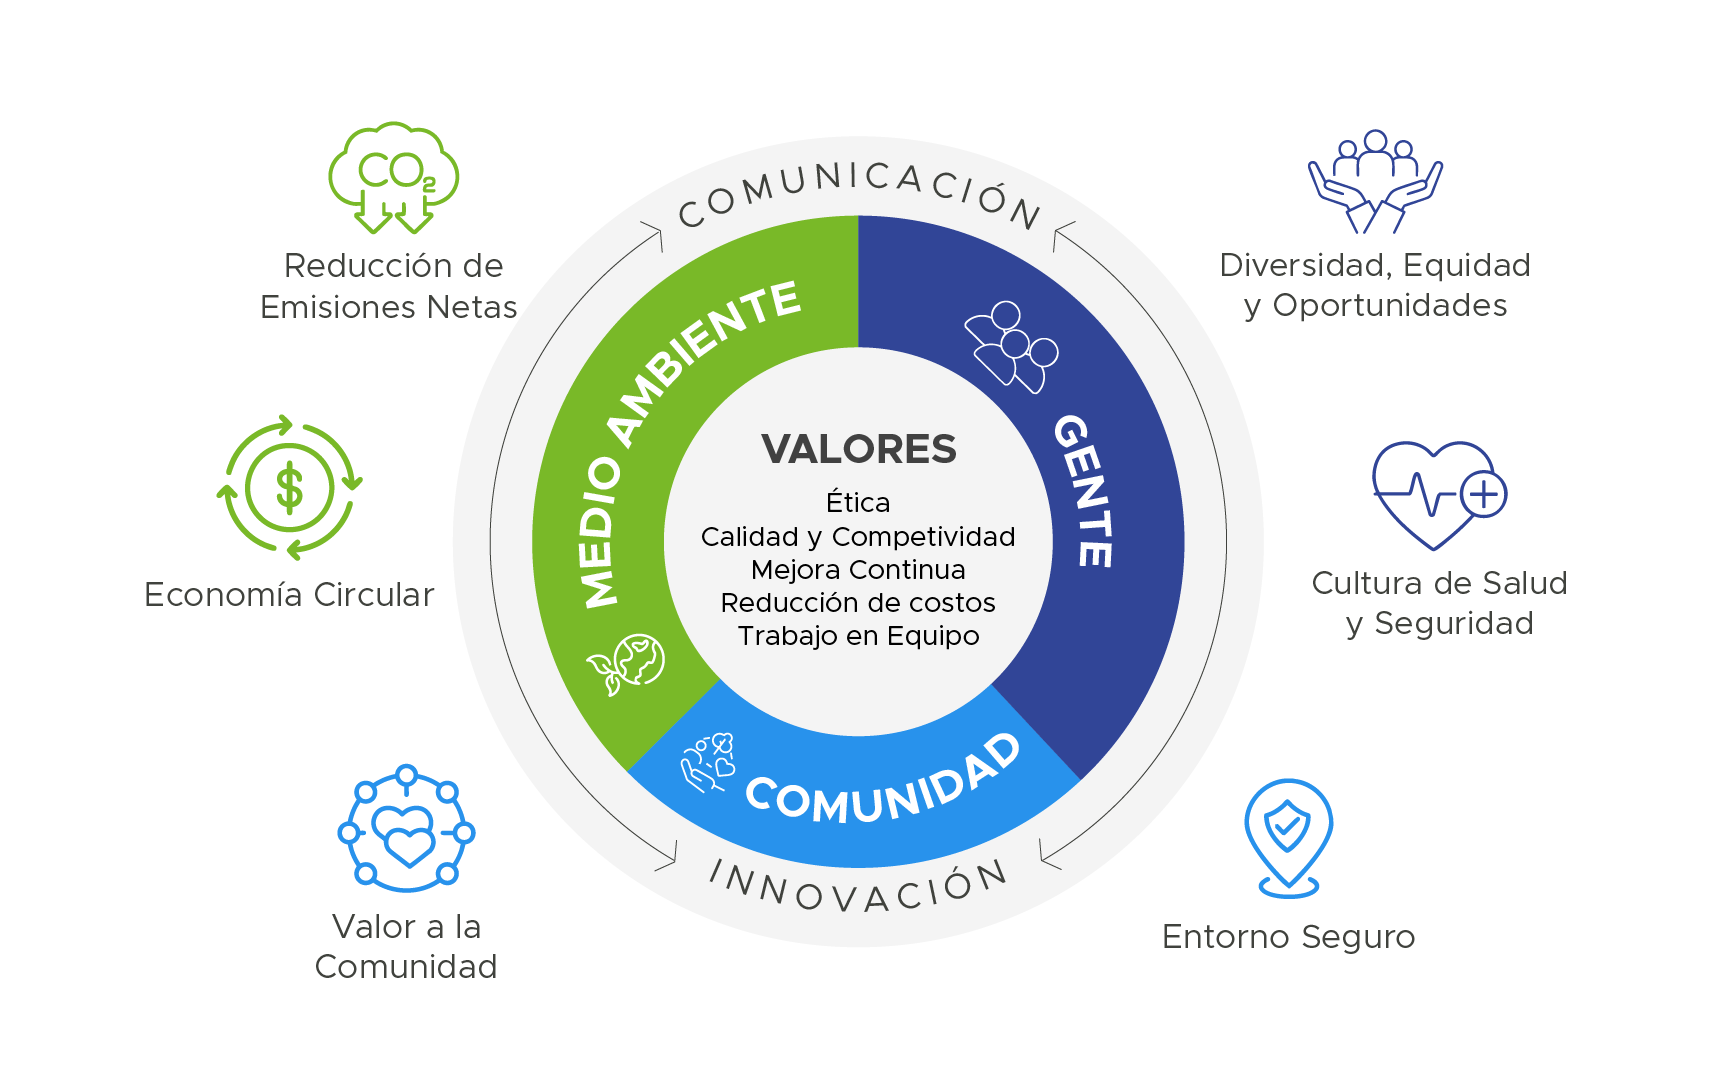 COMUNICACIÓN
CO2
Reducción de
Emisiones Netas
Diversidad, Equidad
y Oportunidades
MEDIO AMBIENTE
GENTE
VALORES
Ética
Calidad y Competividad
Mejora Continua
Reducción de costos
Trabajo en Equipo
$
Economía Circular
Cultura de Salud
y Seguridad
COMUNIDAD
INNOVACIÓN
Valor a la
Comunidad
Entorno Seguro